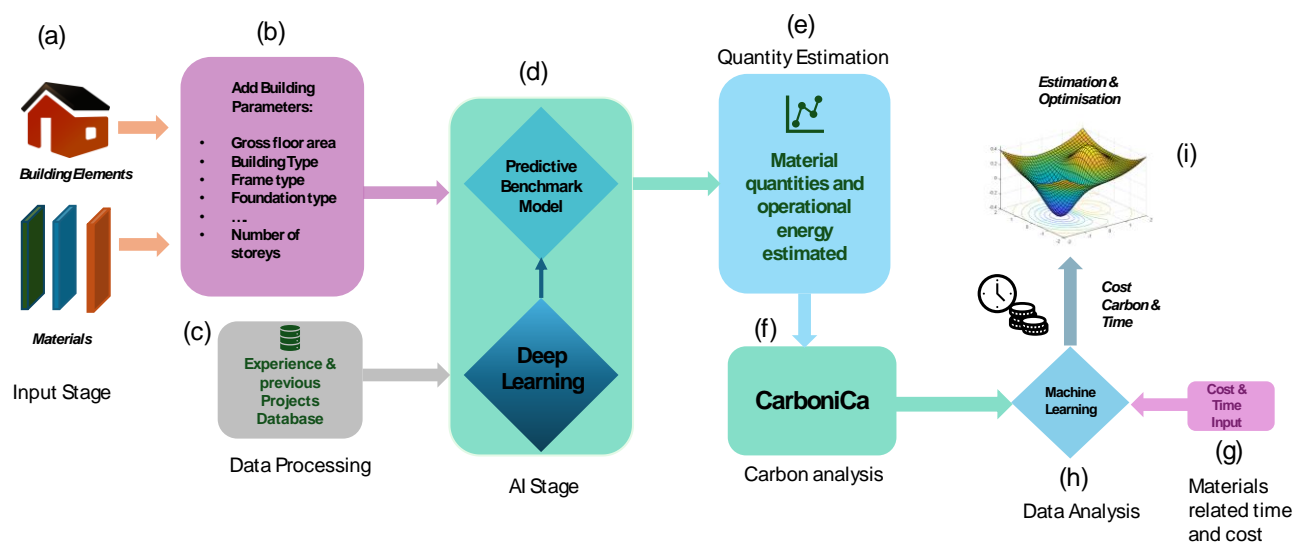 (a)
Building Elements
Materials
Input Stage
(b)
Add Building
Parameters:
• Gross floor area
• Building Type
• Frame type
• Foundation type
• ….
• Number of
storeys
(c)
Experience &
previous
Projects
Database
Data Processing
(d)
Predictive
Benchmark
Model
Deep
Learning
AI Stage
(e)
Quantity Estimation
Material
quantities and
operational
energy
estimated
(f)
CarboniCa
Carbon analysis
Estimation &
Optimisation
(i)
Cost
Carbon &
Time
Machine
Learning
(h)
Data Analysis
Cost &
Time
Input
(g)
Materials
related time
and cost